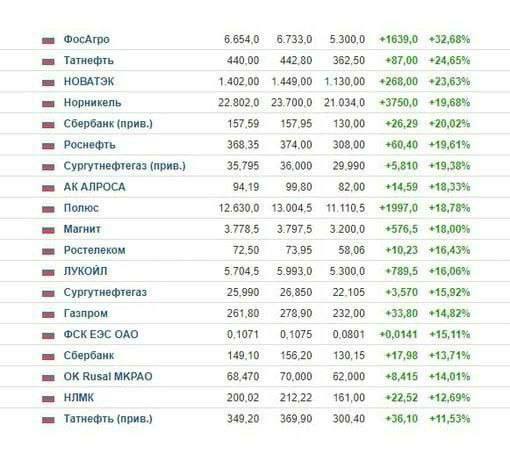 ФосАгро 6.654,0 6.733,0 5.300,0 +1639,0 +32,68%
Татнефть 440,00 442,80 362,50 +87,00 +24,65%
НОВАТЭК 1.402,00 1.449,00 1.130,00 +268,00 +23,63%
Норникель 22.802,0 23.700,0 21.034,0 +3750,0 +19,68%
Сбербанк (прив.) 157,59 157,95 130,00 +26,29 +20,02%
Роснефть 368,35 374,00 308,00 +60,40 +19,61%
Сургутнефтегаз (прив.) 35,795 36,000 29,990 +5,810 +19,38%
АК АЛРОСА 94,19 99,80 82,00 +14,59 +18,33%
Полюс 12.630,0 13.004,5 11.110,5 +1997,0 +18,78%
Магнит 3.778,5 3.797,5 3.200,0 +576,5 +18,00%
Ростелеком 72,50 73,95 58,06 +10,23 +16,43%
ЛУКОЙЛ 5.704,5 5.993,0 5.300,0 +789,5 +16,06%
Сургутнефтегаз 25,990 26,850 22,105 +3,570 +15,92%
Газпром 261,80 278,90 232,00 +33,80 +14,82%
ФСК ЕЭС ОАО 0,1071 0,1075 0,0801 +0,0141 +15,11%
Сбербанк 149,10 156,20 130,15 +17,98 +13,71%
OK Rusal МКРАО 68,470 70,000 62,000 +8,415 +14,01%
НЛМК 200,02 212,22 161,00 +22,52 +12,69%
Татнефть (прив.) 349,20 369,90 300,40 +36,10 +11,53%